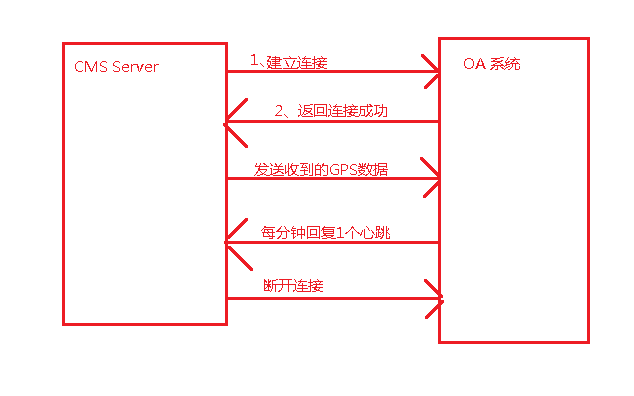 CMS Server
OA 系统
1、建立连接
2、返回连接成功
发送收到的GPS数据
每分钟回复1个心跳
断开连接